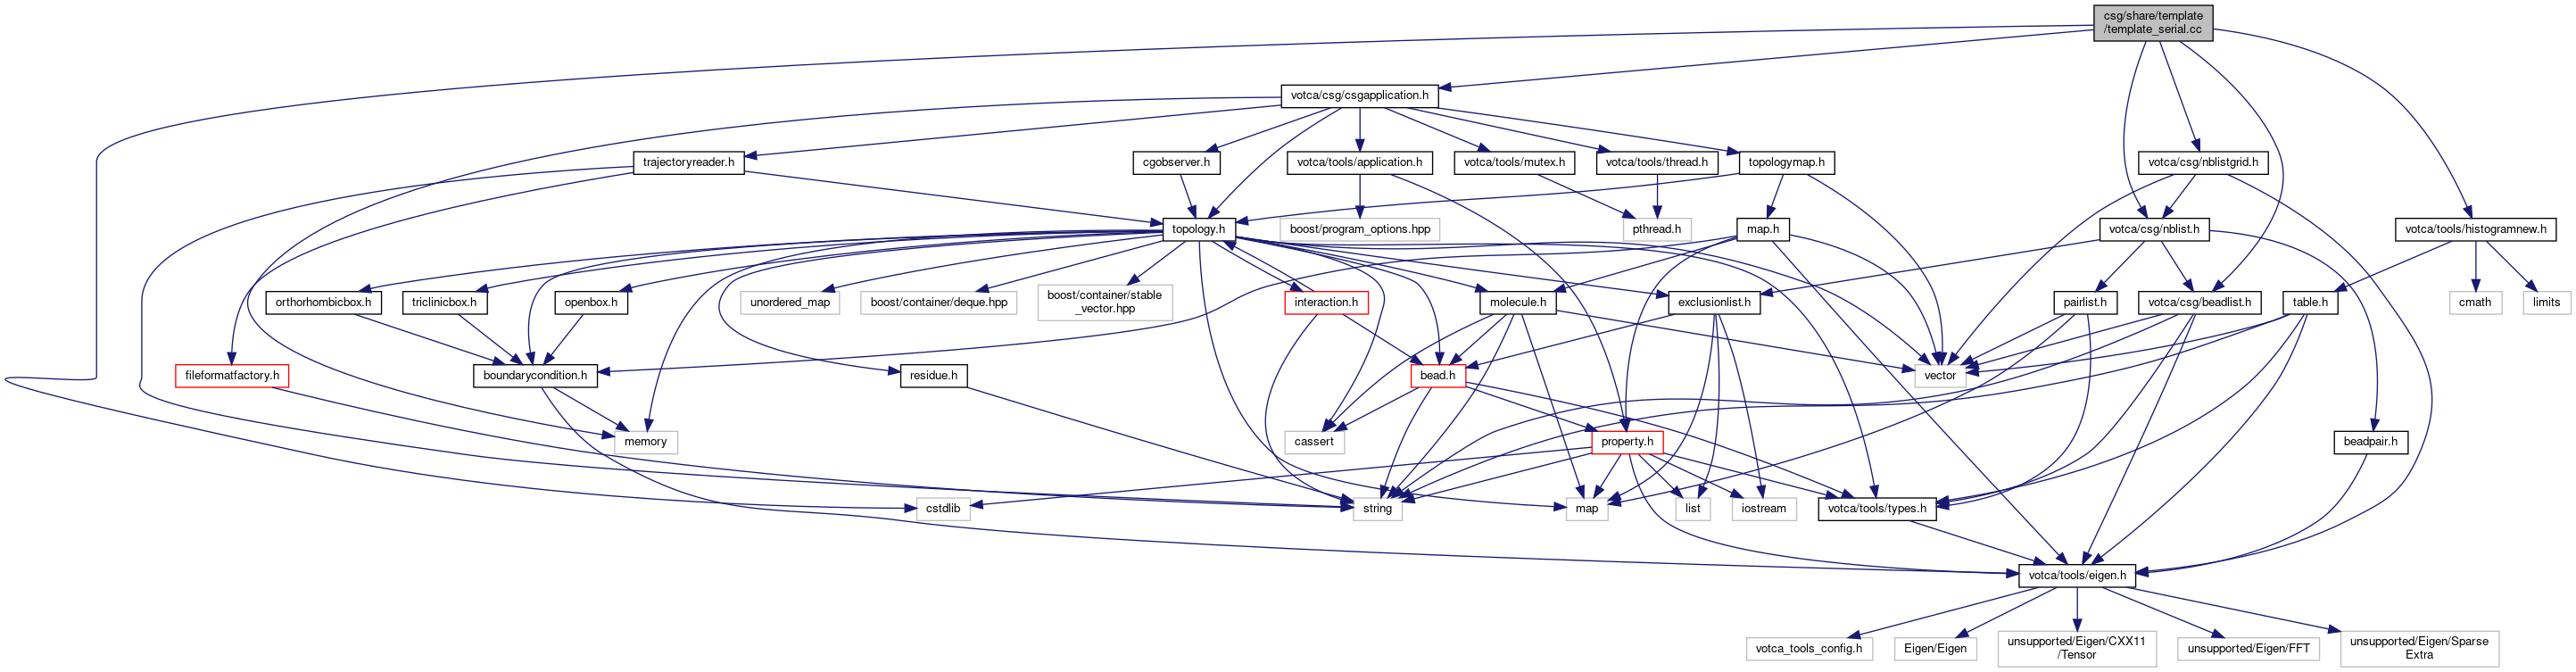 csg/share/template
/template_serial.cc
votca/csg/csgapplication.h
trajectoryreader.h
cgobserver.h
votca/tools/application.h
votca/tools/mutex.h
votca/tools/thread.h
topologymap.h
votca/csg/nblistgrid.h
topology.h
boost/program_options.hpp
pthread.h
map.h
votca/csg/nblist.h
votca/tools/histogramnew.h
orthorhombicbox.h
triclinicbox.h
openbox.h
unordered_map
boost/container/deque.hpp
boost/container/stable
_vector.hpp
interaction.h
molecule.h
exclusionlist.h
pairlist.h
votca/csg/beadlist.h
table.h
cmath
limits
fileformatfactory.h
boundarycondition.h
residue.h
bead.h
vector
memory
cassert
property.h
beadpair.h
cstdlib
string
map
list
iostream
votca/tools/types.h
votca/tools/eigen.h
votca_tools_config.h
Eigen/Eigen
unsupported/Eigen/CXX11
/Tensor
unsupported/Eigen/FFT
unsupported/Eigen/Sparse
Extra